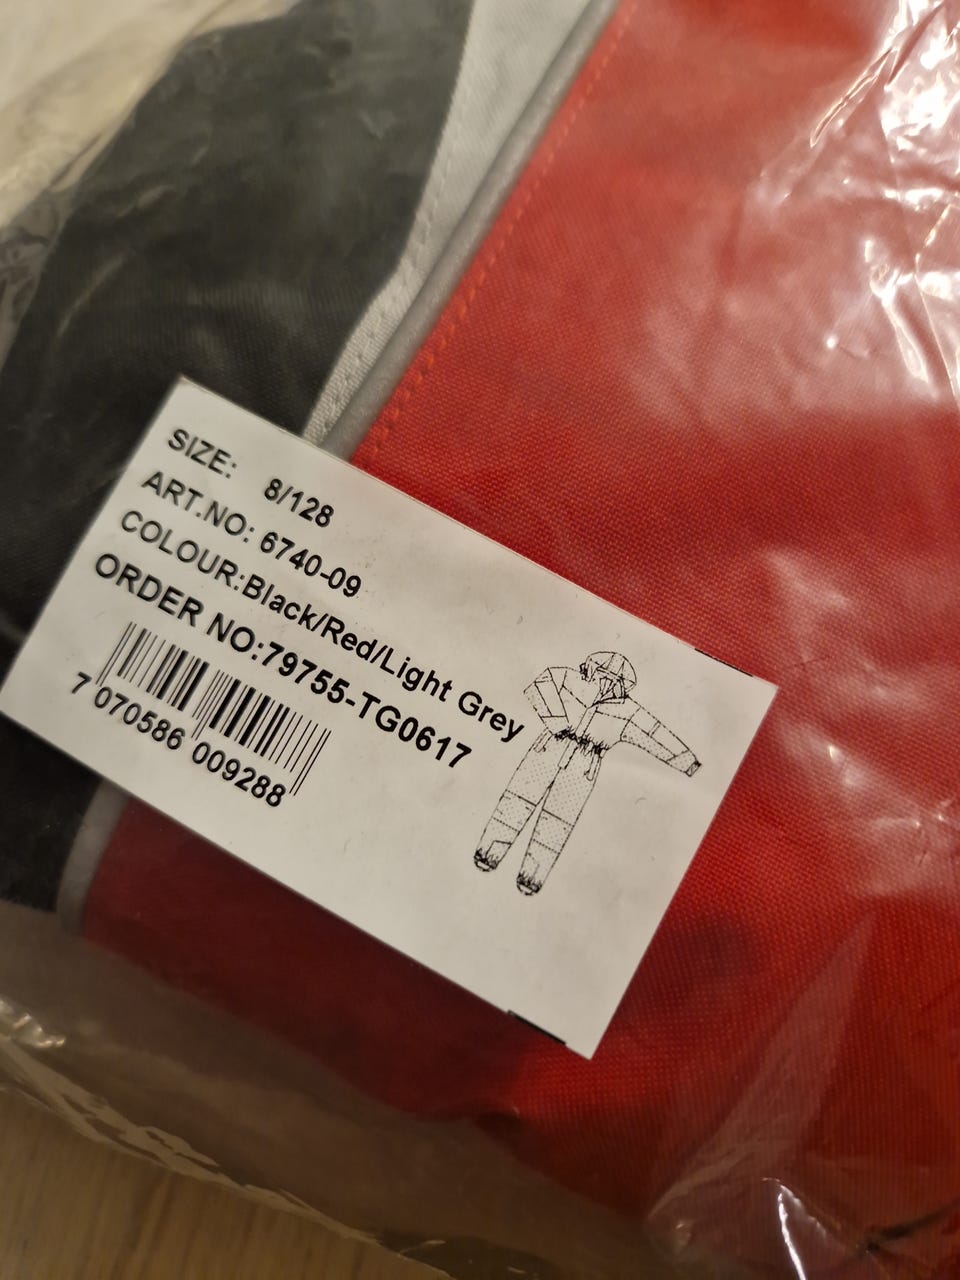 SIZE: 8/128
ART.NO: 6740-09
COLOUR:Black/Red/Light Grey
ORDER NO:79755-TG0617
7 070586 009288